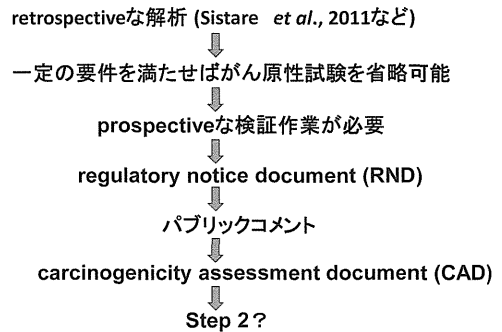 retrospectiveな解析 (Sistare et al., 2011など)
一定の要件を満たせばがん原性試験を省略可能
prospectiveな検証作業が必要
regulatory notice document (RND)
パブリックコメント
carcinogenicity assessment document (CAD)
Step 2？